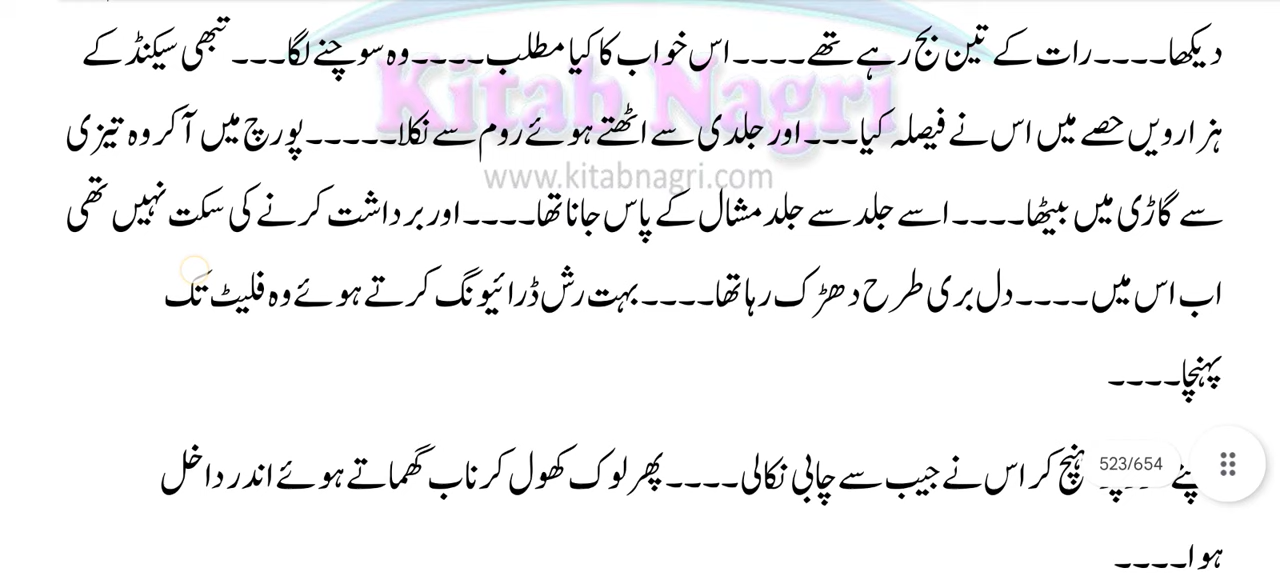 دیکھا۔۔۔۔رات کے تین بج رہے تھے۔۔۔۔اس خواب کا کیا مطلب۔۔۔۔وہ سوچنے لگا۔۔۔ تبھی سیکنڈ کے
Kitab Nagri
ہزارویں حصے میں اس نے فیصلہ کیا۔۔۔اور جلدی سے اٹھتے ہوئے روم سے نکلا۔۔۔۔۔پورچ میں آکر وہ تیزی
www.kitabnagri.com
سے گاڑی میں بیٹھا۔۔۔۔اسے جلد سے جلد مشال کے پاس جانا تھا۔۔۔۔اور برداشت کرنے کی سکت نہیں تھی
اب اس میں۔۔۔۔دل بری طرح دھڑک رہا تھا۔۔۔۔بہت رش ڈرائیونگ کرتے ہوئے وہ فلیٹ تک
پہنچا۔۔۔۔
کر اس نے جیب سے چابی نکالی۔۔۔۔پھر لوک کھول کر ناب گھماتے ہوئے اندر داخل
523/654
ہوا۔۔۔۔